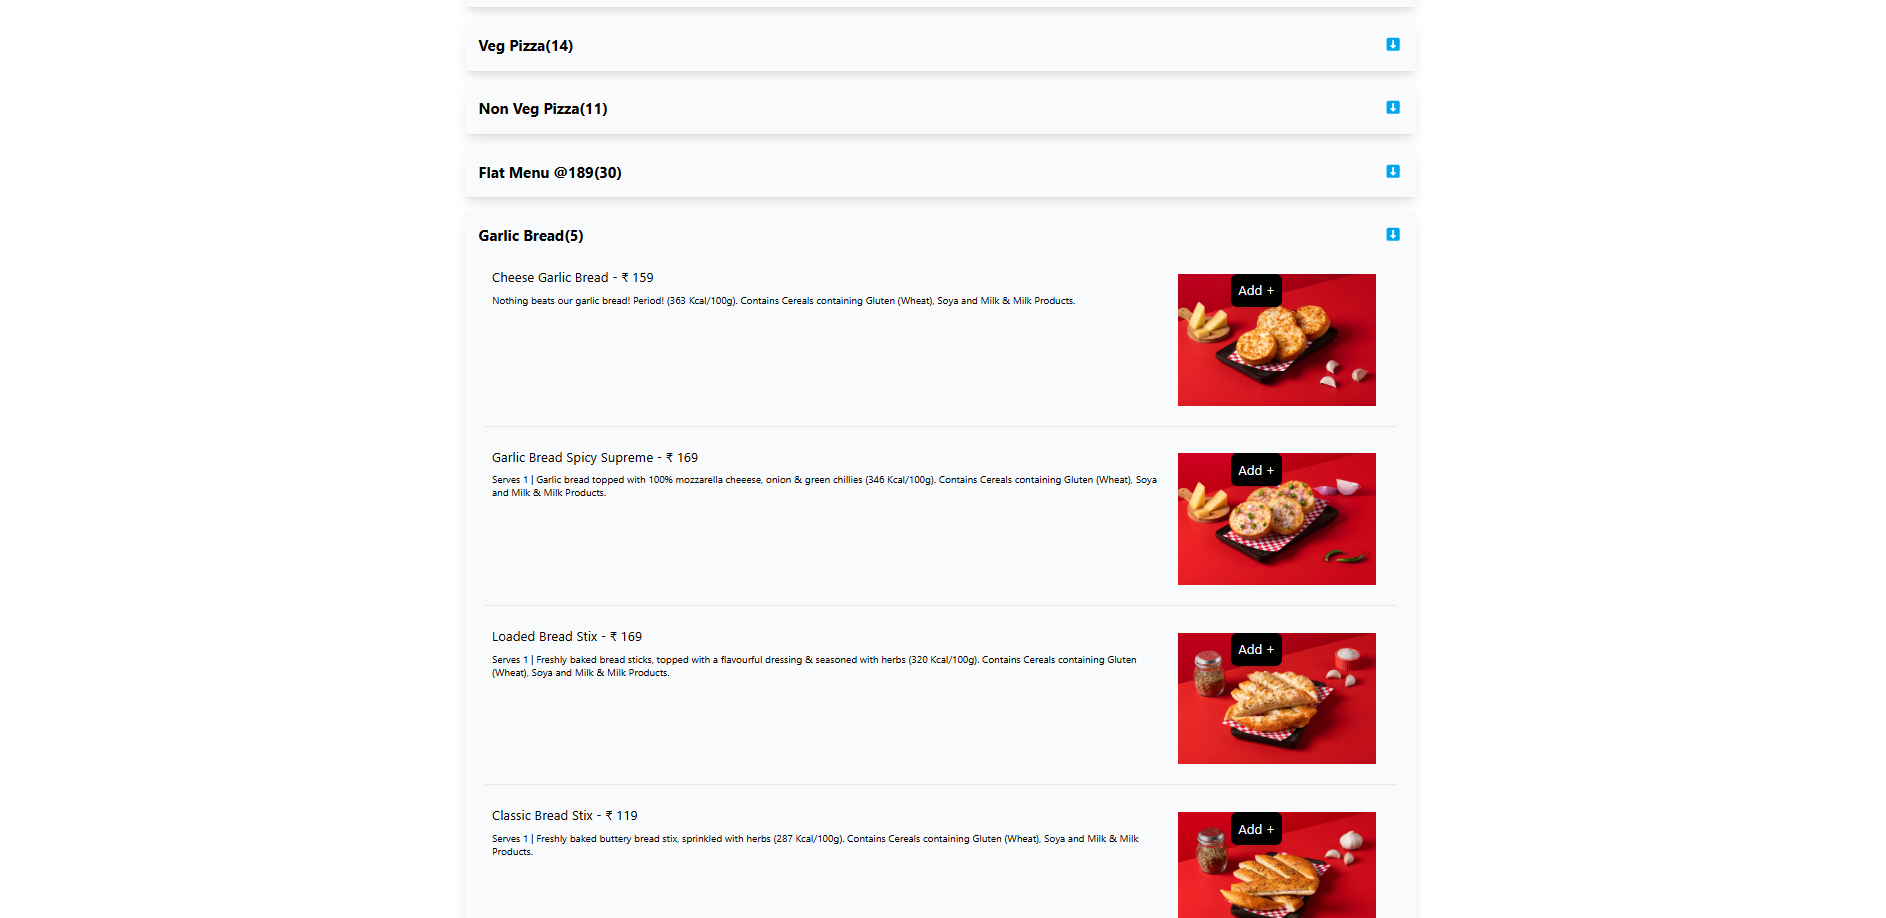 Veg Pizza(14)
Non Veg Pizza(11)
Flat Menu @189(30)
Garlic Bread(5)
Cheese Garlic Bread - ₹ 159
Nothing beats our garlic bread! Period! (363 Kcal/100g). Contains Cereals containing Gluten (Wheat), Soya and Milk & Milk Products.
Add +
Garlic Bread Spicy Supreme - ₹ 169
Serves 1 | Garlic bread topped with 100% mozzarella cheeese, onion & green chillies (346 Kcal/100g). Contains Cereals containing Gluten (Wheat), Soya
and Milk & Milk Products.
Add +
Loaded Bread Stix - ₹ 169
Serves 1 | Freshly baked bread sticks, topped with a flavourful dressing & seasoned with herbs (320 Kcal/100g). Contains Cereals containing Gluten
(Wheat), Soya and Milk & Milk Products.
Add +
Classic Bread Stix - ₹ 119
Serves 1 | Freshly baked buttery bread stix, sprinkled with herbs (287 Kcal/100g). Contains Cereals containing Gluten (Wheat), Soya and Milk & Milk
Products.
Add +